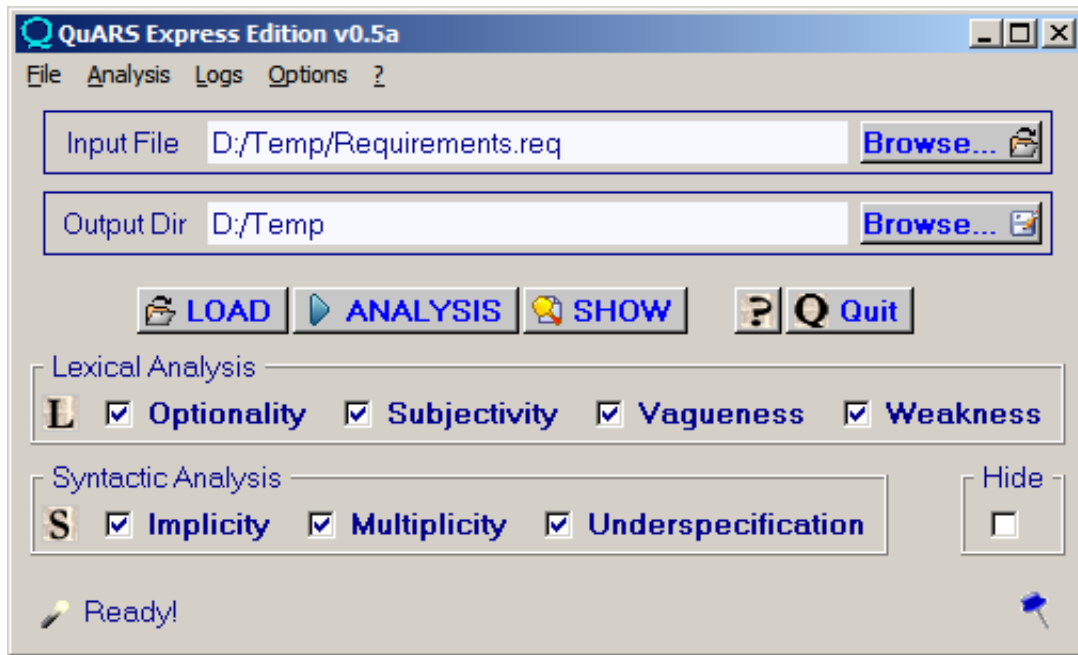 QuARS Express Edition v0.5a
File Analysis Logs Options ?
Input File D:/Temp/Requirements.req Browse...
Output Dir D:/Temp Browse...
LOAD ANALYSIS SHOW ? Q Quit
Lexical Analysis
L Optionality Subjectivity Vagueness Weakness
Syntactic Analysis Hide
S Implicity Multiplicity Underspecification
Ready!